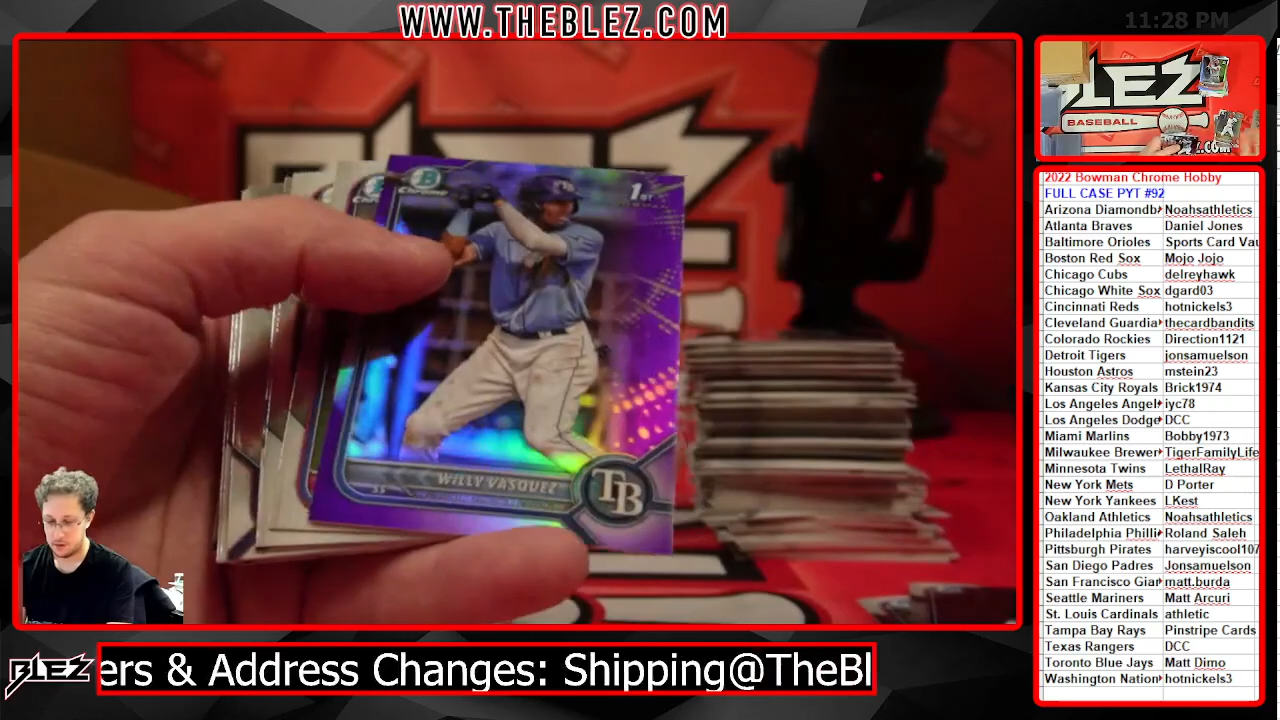 WWW.THEBLEZ.COM
11:28 PM
BLEZ
BASEBALL
Z.COM
CHROME
1ST
WILLY VASQUEZ
SS
TB
2022 Bowman Chrome Hobby
FULL CASE PYT #92
Arizona Diamondb Noahsathletics
Atlanta Braves Daniel Jones
Baltimore Orioles Sports Card Vau
Boston Red Sox Mojo Jojo
Chicago Cubs delreyhawk
Chicago White Sox dgard03
Cincinnati Reds hotnickels3
Cleveland Guardia thecardbandits
Colorado Rockies Direction1121
Detroit Tigers jonsamuelson
Houston Astros mstein23
Kansas City Royals Brick1974
Los Angeles Angel iyc78
Los Angeles Dodge DCC
Miami Marlins Bobby1973
Milwaukee Brewer TigerFamilyLife
Minnesota Twins LethalRay
New York Mets D Porter
New York Yankees LKest
Oakland Athletics Noahsathletics
Philadelphia Philli Roland Saleh
Pittsburgh Pirates harveyiscool107
San Diego Padres Jonsamuelson
San Francisco Gian matt.burda
Seattle Mariners Matt Arcuri
St. Louis Cardinals athletic
Tampa Bay Rays Pinstripe Cards
Texas Rangers DCC
Toronto Blue Jays Matt Dimo
Washington Nation hotnickels3
BLEZ
ers & Address Changes: Shipping@TheBl